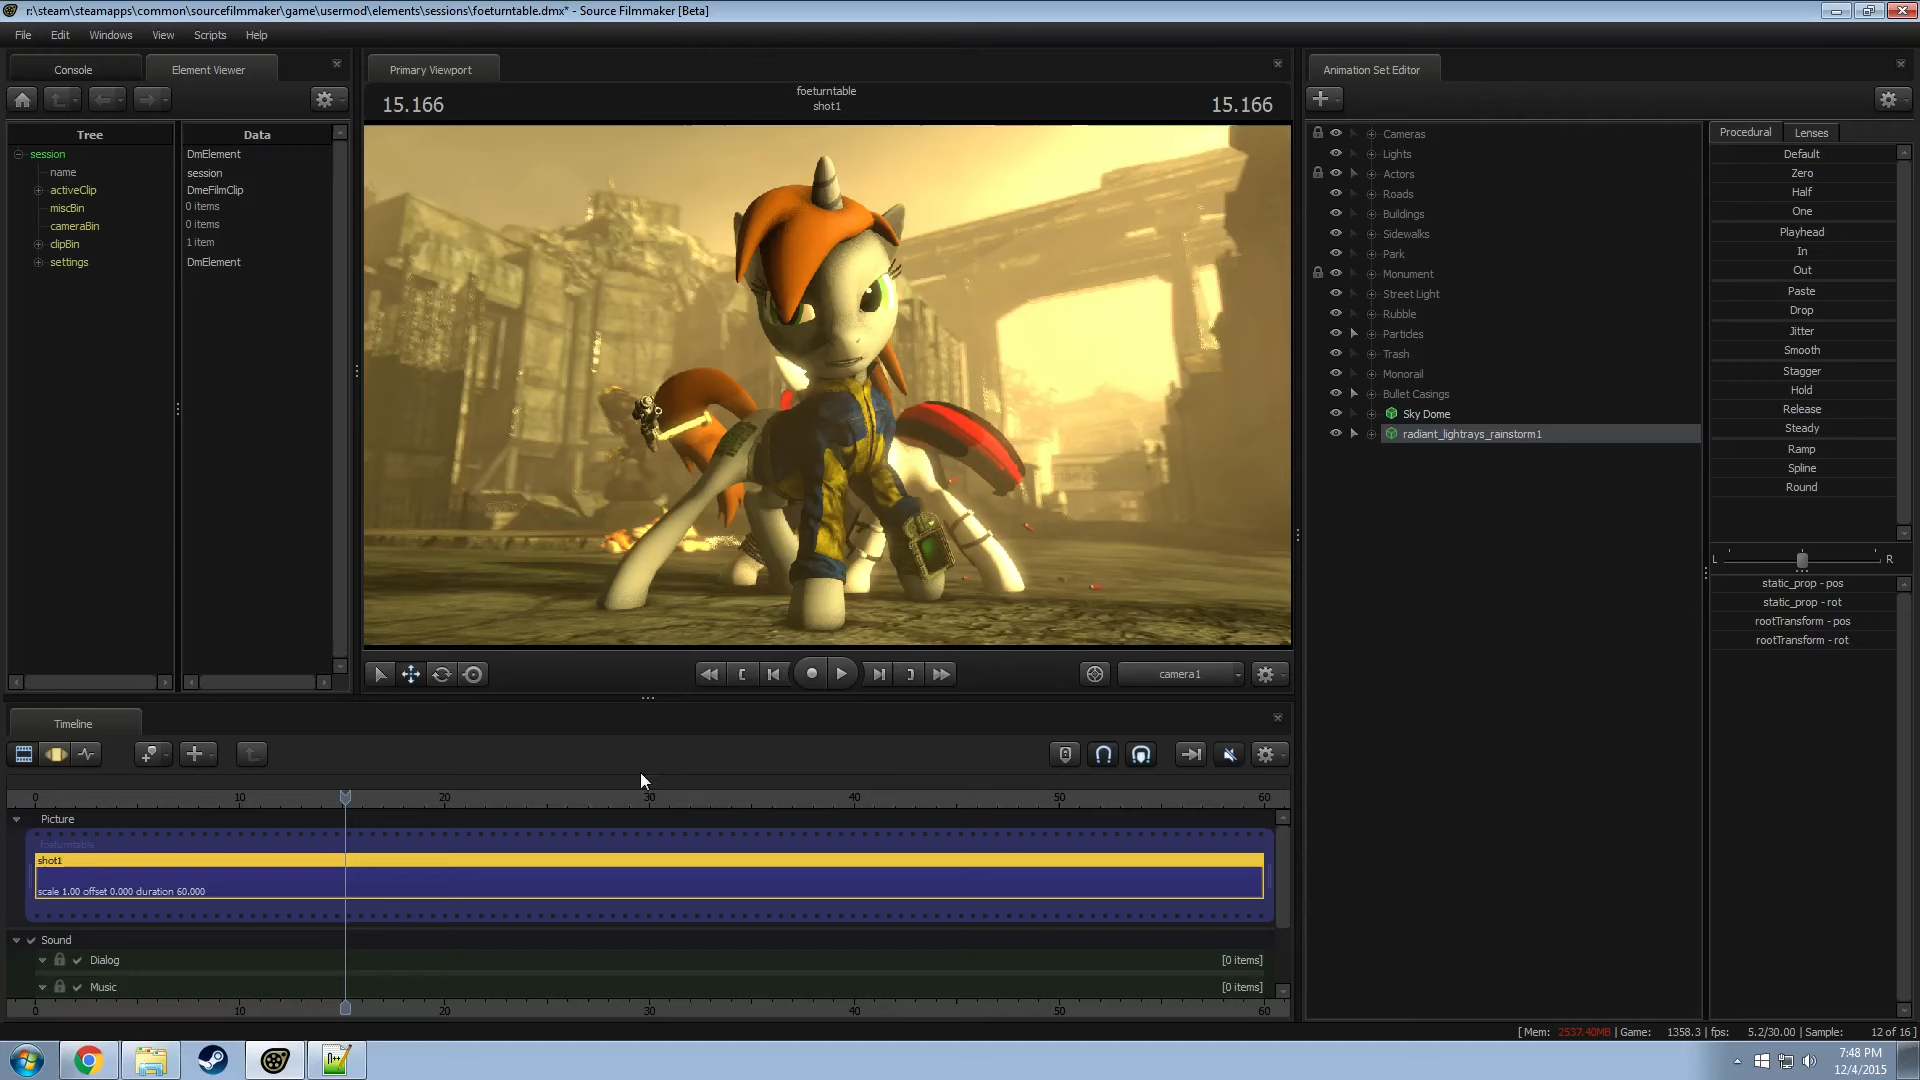 r:\steam\steamapps\common\sourcefilmmaker\game\usermod\elements\sessions\foeturntable.dmx* - Source Filmmaker [Beta]
File Edit Windows View Scripts Help
Console Element Viewer
Tree Data
session DmElement
name session
activeClip DmeFilmClip
miscBin 0 items
cameraBin 0 items
clipBin 1 item
settings DmElement
Primary Viewport
15.166 foeturntable 15.166
shot1
camera1
Animation Set Editor
Cameras
Lights
Actors
Roads
Buildings
Sidewalks
Park
Monument
Street Light
Rubble
Particles
Trash
Monorail
Bullet Casings
Sky Dome
radiant_lightrays_rainstorm1
Procedural Lenses
Default
Zero
Half
One
Playhead
In
Out
Paste
Drop
Jitter
Smooth
Stagger
Hold
Release
Steady
Ramp
Spline
Round
L R
static_prop - pos
static_prop - rot
rootTransform - pos
rootTransform - rot
Timeline
0 10 20 30 40 50 60
Picture
foeturntable
shot1
scale 1.00 offset 0.000 duration 60.000
Sound
Dialog [0 items]
Music [0 items]
0 10 20 30 40 50 60
[ Mem: 2537.40MB | Game: 1358.3 | fps: 5.2/30.00 | Sample: 12 of 16 ]
7:48 PM
12/4/2015